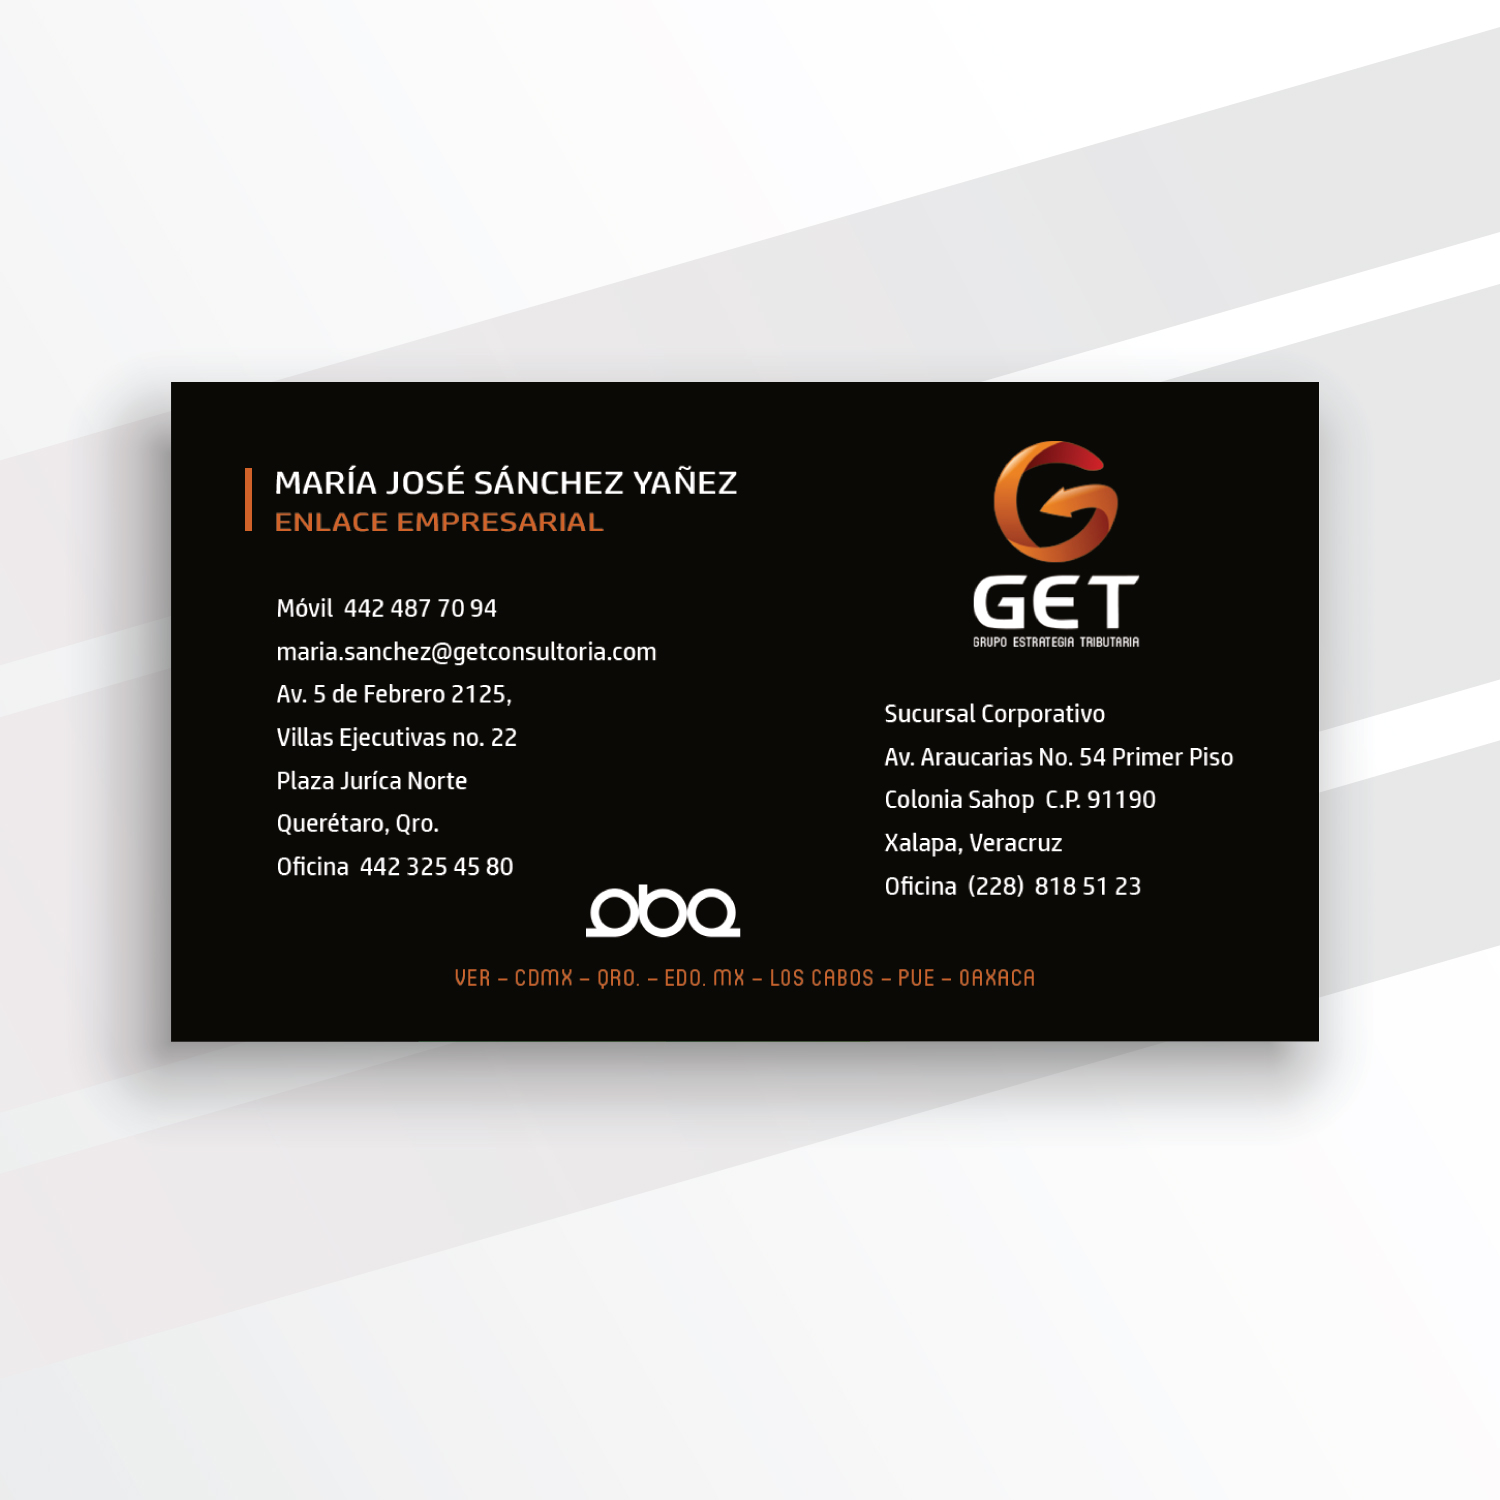 MARÍA JOSÉ SÁNCHEZ YAÑEZ
ENLACE EMPRESARIAL
Móvil 442 487 70 94
maria.sanchez@getconsultoria.com
Av. 5 de Febrero 2125,
Villas Ejecutivas no. 22
Plaza Juríca Norte
Querétaro, Qro.
Oficina 442 325 45 80
GET
GRUPO ESTRATEGIA TRIBUTARIA
Sucursal Corporativo
Av. Araucarias No. 54 Primer Piso
Colonia Sahop C.P. 91190
Xalapa, Veracruz
Oficina (228) 818 51 23
oba
VER – CDMX – QRO. – EDO. MX – LOS CABOS – PUE – OAXACA